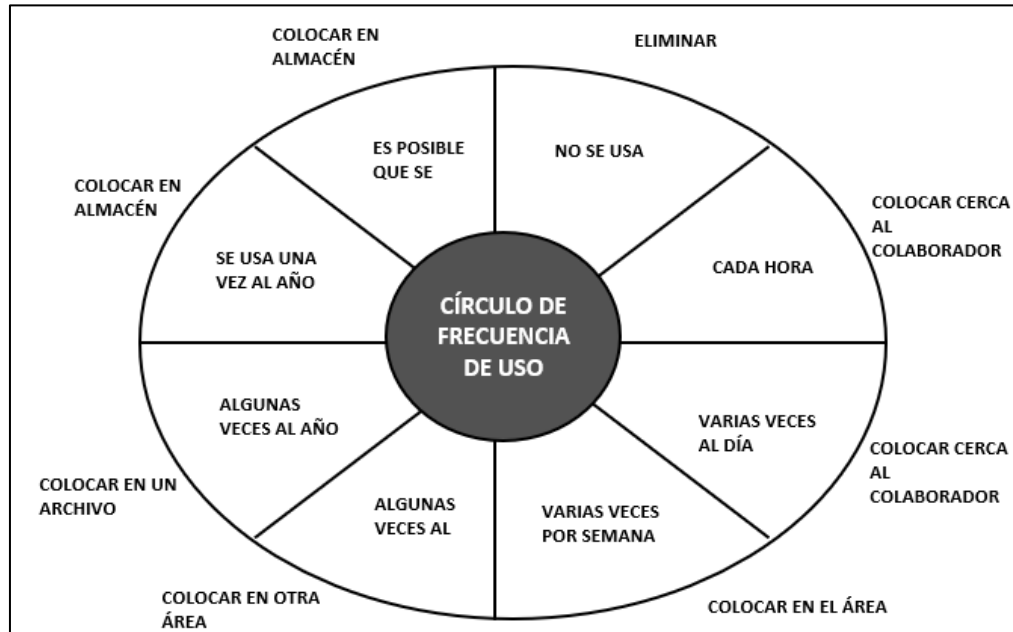 COLOCAR EN
ALMACÉN
ELIMINAR
ES POSIBLE
QUE SE
NO SE USA
COLOCAR EN
ALMACÉN
COLOCAR CERCA
AL
COLABORADOR
SE USA UNA
VEZ AL AÑO
CADA HORA
CÍRCULO DE
FRECUENCIA
DE USO
ALGUNAS
VECES AL AÑO
VARIAS VECES
AL DÍA
COLOCAR EN UN
ARCHIVO
COLOCAR CERCA
AL
COLABORADOR
ALGUNAS
VECES AL
VARIAS VECES
POR SEMANA
COLOCAR EN OTRA
ÁREA
COLOCAR EN EL ÁREA